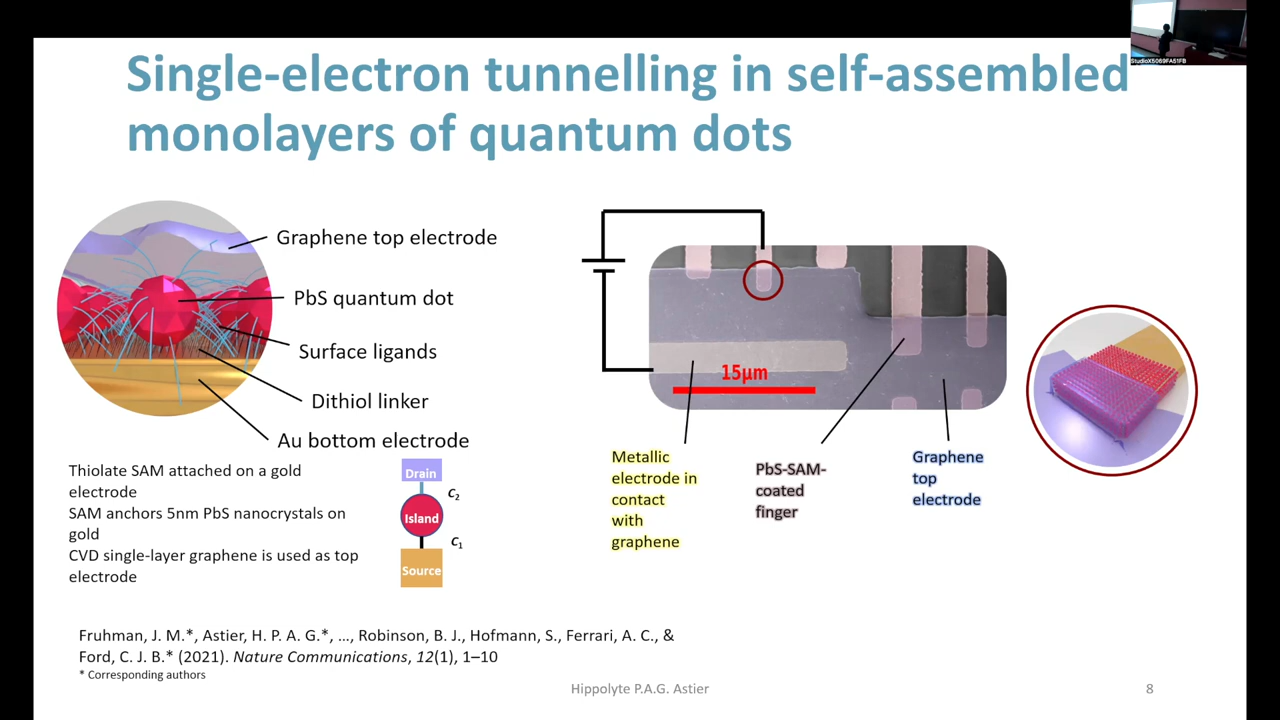 Single-electron tunnelling in self-assembled
monolayers of quantum dots
StudioX5069FA51FB
Graphene top electrode
PbS quantum dot
Surface ligands
Dithiol linker
Au bottom electrode
Thiolate SAM attached on a gold
electrode
SAM anchors 5nm PbS nanocrystals on
gold
CVD single-layer graphene is used as top
electrode
Drain
C2
Island
C1
Source
15μm
Metallic
electrode in
contact
with
graphene
PbS-SAM-
coated
finger
Graphene
top
electrode
Fruhman, J. M.*, Astier, H. P. A. G.*, …, Robinson, B. J., Hofmann, S., Ferrari, A. C., &
Ford, C. J. B.* (2021). Nature Communications, 12(1), 1–10
* Corresponding authors
Hippolyte P.A.G. Astier
8